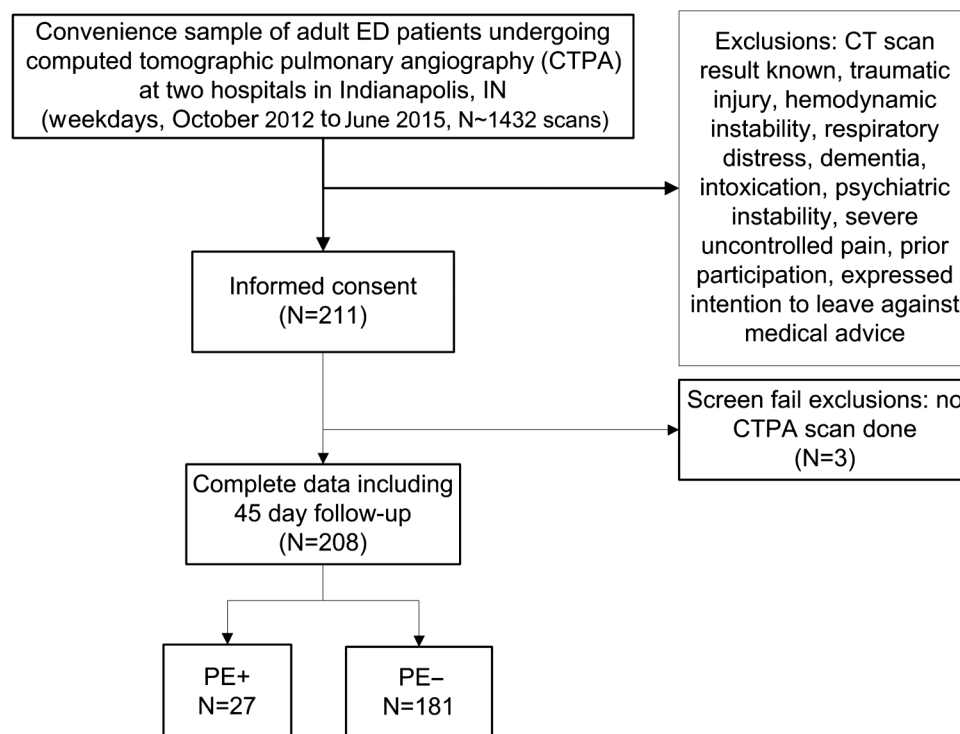 Convenience sample of adult ED patients undergoing
computed tomographic pulmonary angiography (CTPA)
at two hospitals in Indianapolis, IN
(weekdays, October 2012 to June 2015, N~1432 scans)
Exclusions: CT scan
result known, traumatic
injury, hemodynamic
instability, respiratory
distress, dementia,
intoxication, psychiatric
instability, severe
uncontrolled pain, prior
participation, expressed
intention to leave against
medical advice
Informed consent
(N=211)
Screen fail exclusions: no
CTPA scan done
(N=3)
Complete data including
45 day follow-up
(N=208)
PE+
N=27
PE–
N=181